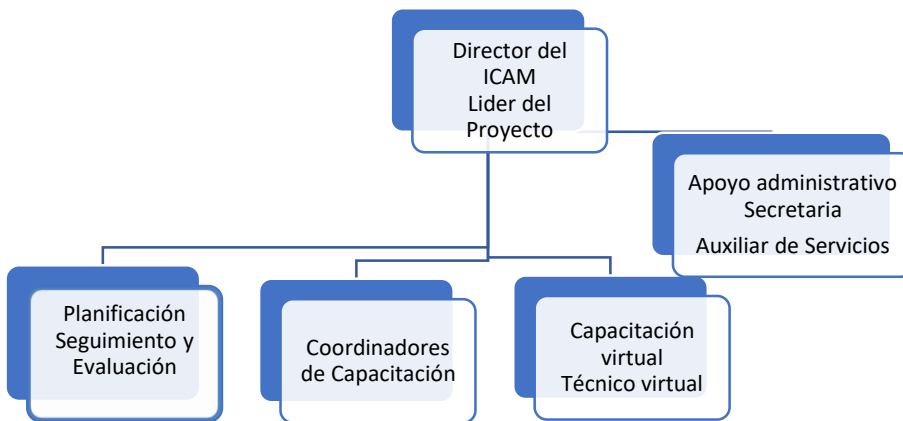 Director del
ICAM
Lider del
Proyecto
Apoyo administrativo
Secretaria
Auxiliar de Servicios
Planificación
Seguimiento y
Evaluación
Coordinadores
de Capacitación
Capacitación
virtual
Técnico virtual